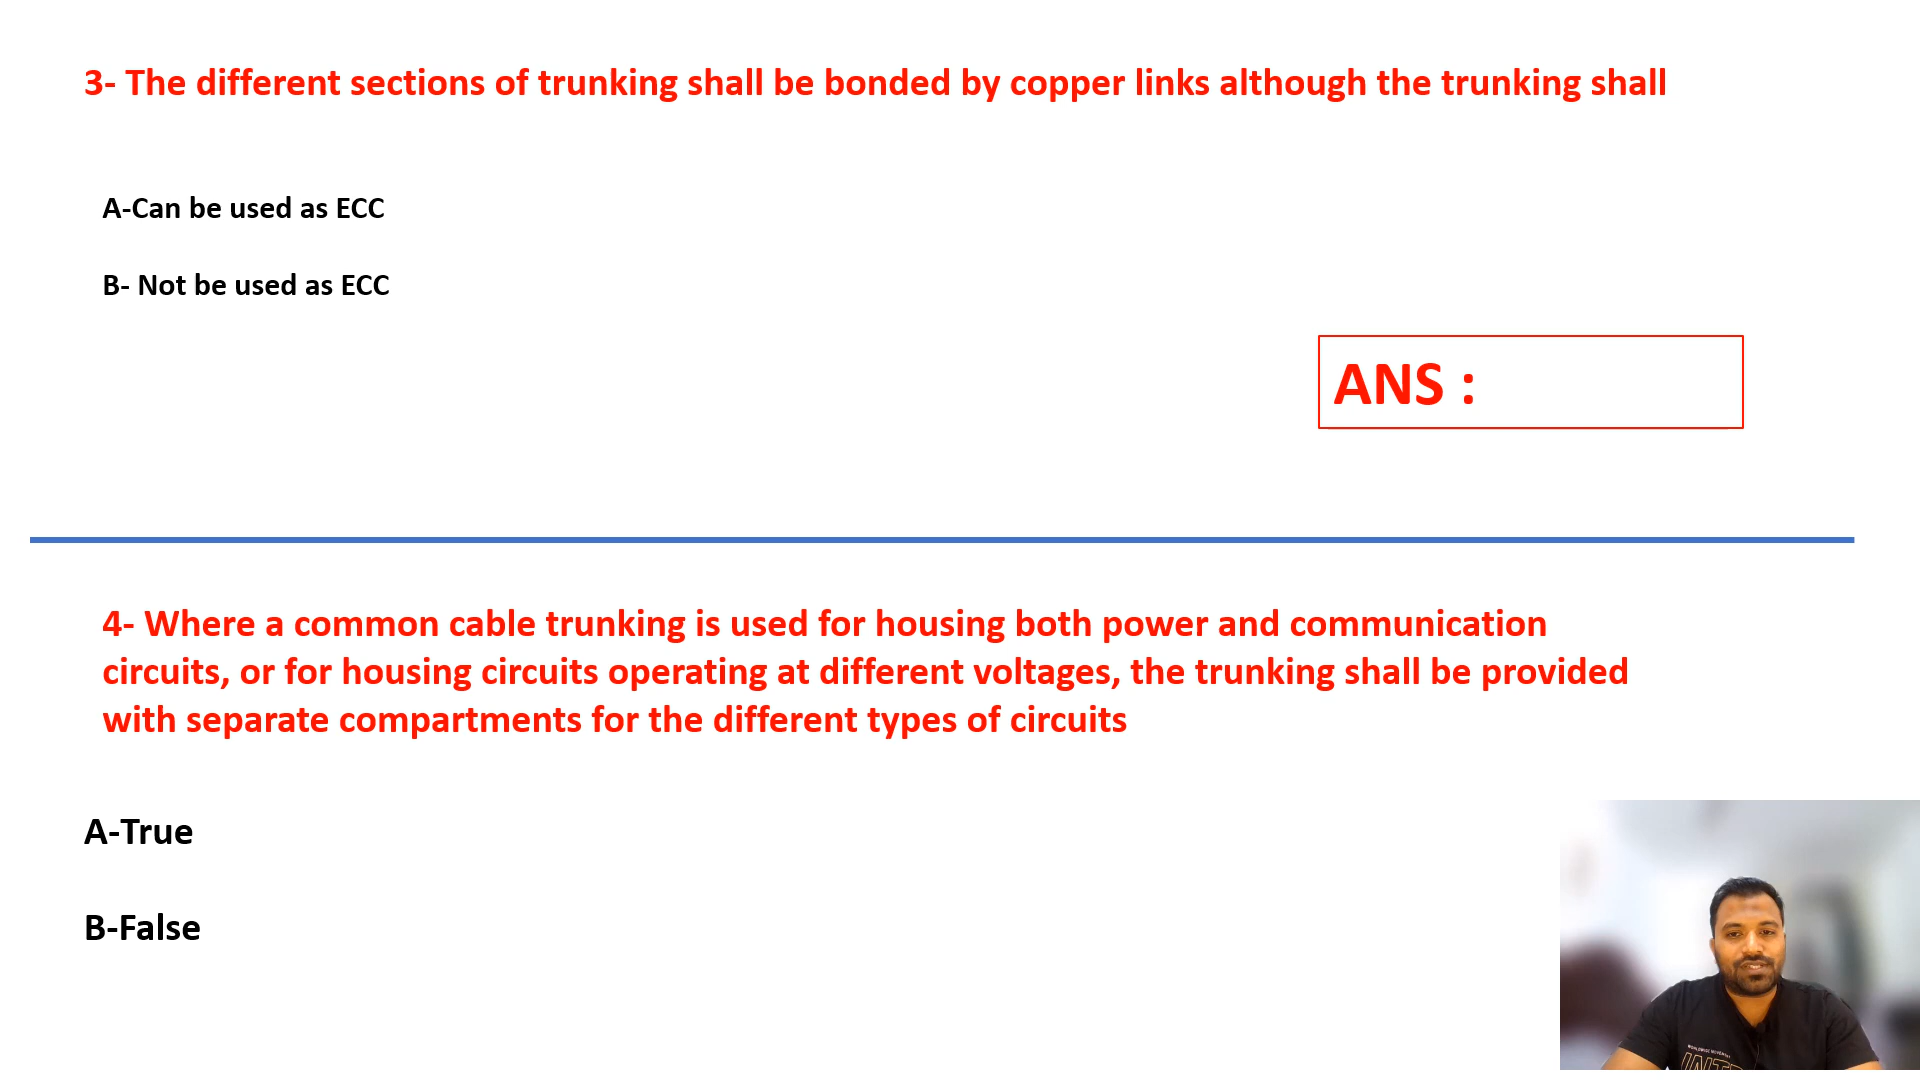 3- The different sections of trunking shall be bonded by copper links although the trunking shall
A-Can be used as ECC
B- Not be used as ECC
ANS :
4- Where a common cable trunking is used for housing both power and communication
circuits, or for housing circuits operating at different voltages, the trunking shall be provided
with separate compartments for the different types of circuits
A-True
B-False